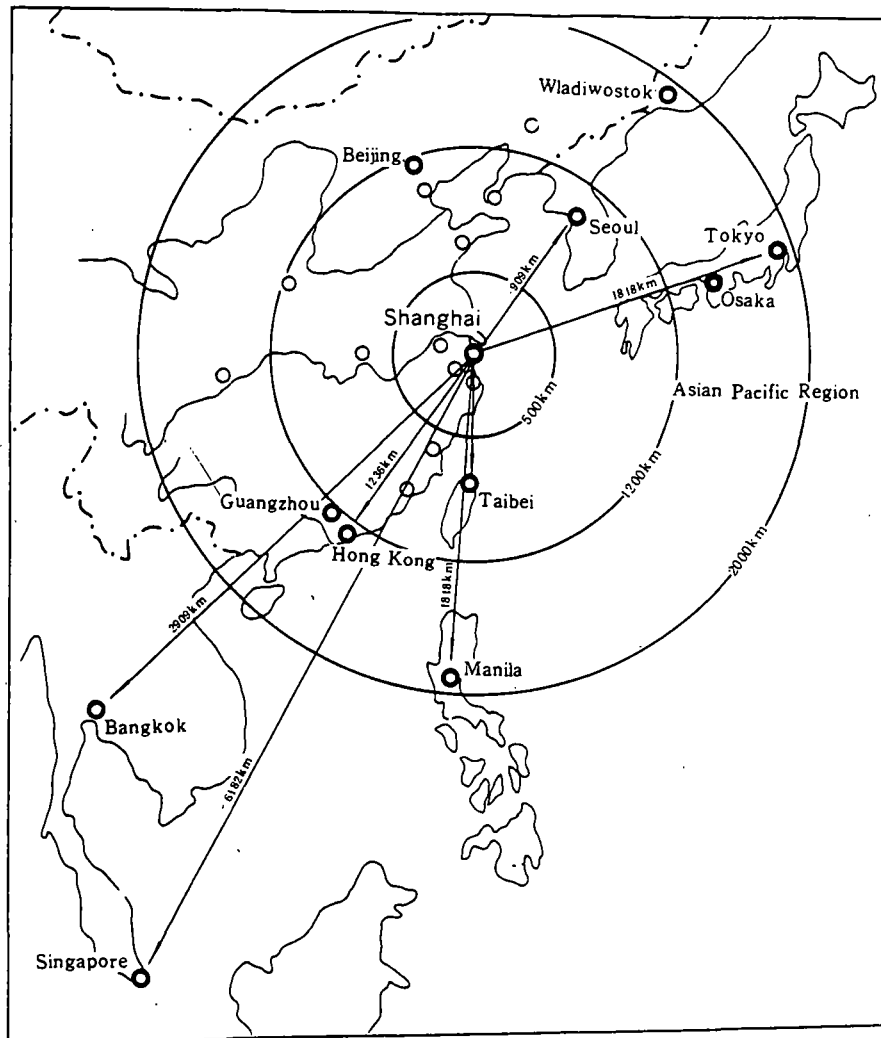 Wladiwostok
Beijing
Seoul
Tokyo
Osaka
909km
1818km
Shanghai
500km
Asian Pacific Region
1200km
2000km
1236km
Guangzhou
Hong Kong
Taibei
1818km
2909km
6182km
Manila
Bangkok
Singapore